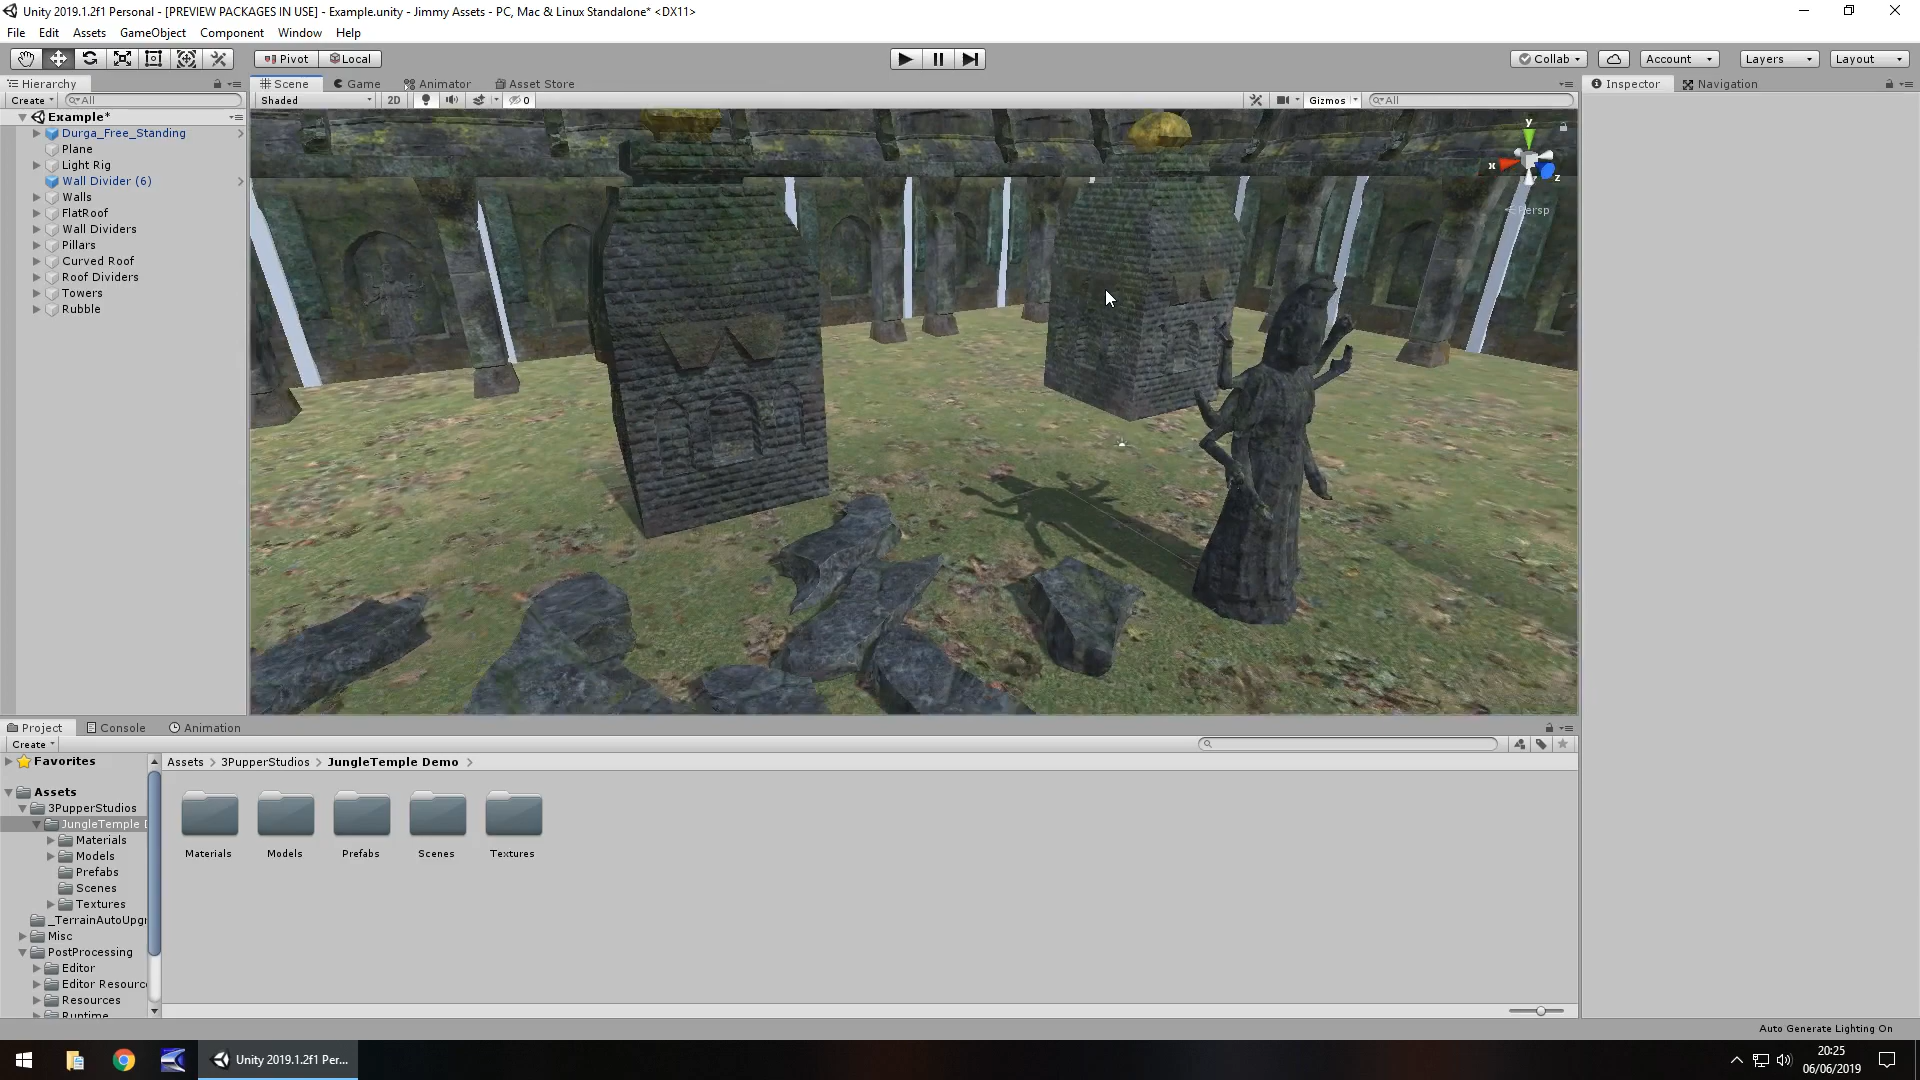 Unity 2019.1.2f1 Personal - [PREVIEW PACKAGES IN USE] - Example.unity - Jimmy Assets - PC, Mac & Linux Standalone* <DX11>
File Edit Assets GameObject Component Window Help
Pivot Local Collab Account Layers Layout
Hierarchy Scene Game Animator Asset Store Inspector Navigation
Create All Shaded 2D 0 Gizmos All
Example*
Durga_Free_Standing
Plane
Light Rig
Wall Divider (6)
Walls
FlatRoof
Wall Dividers
Pillars
Curved Roof
Roof Dividers
Towers
Rubble
y
x
z
Persp
Project Console Animation
Create
Favorites
Assets > 3PupperStudios > JungleTemple Demo >
Assets
3PupperStudios
JungleTemple D
Materials
Models
Prefabs
Scenes
Textures
_TerrainAutoUpgr
Misc
PostProcessing
Editor
Editor Resourc
Resources
Runtime
Materials Models Prefabs Scenes Textures
Auto Generate Lighting On
Unity 2019.1.2f1 Per...
20:25
06/06/2019